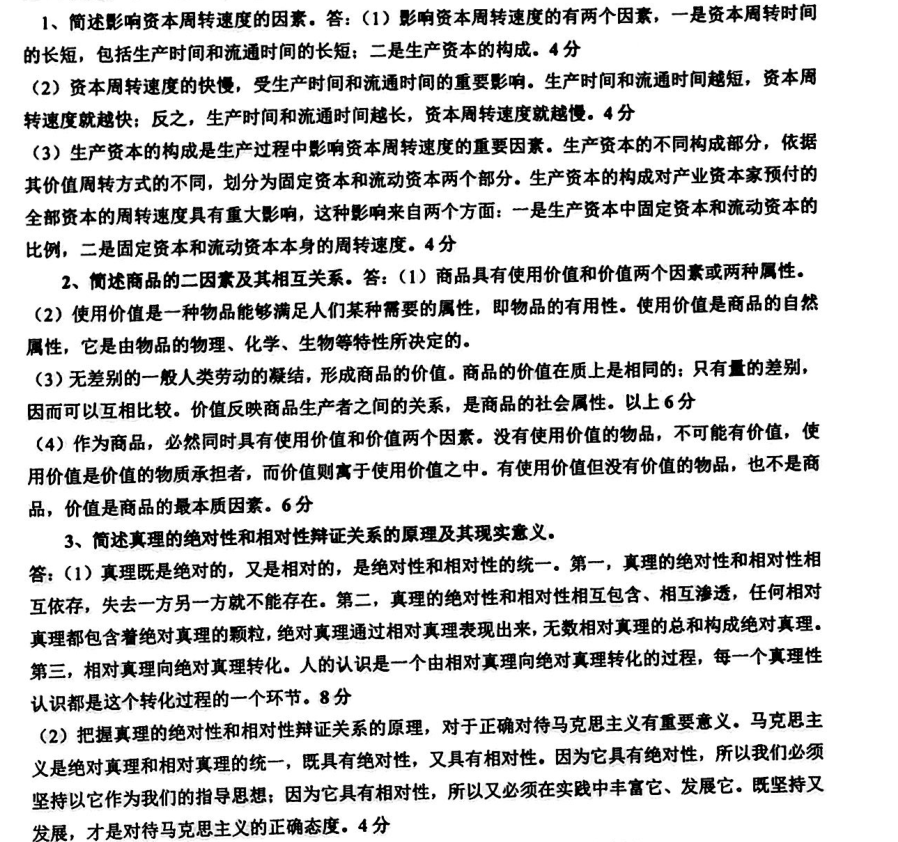 1、简述影响资本周转速度的因素。答：（1）影响资本周转速度的有两个因素，一是资本周转时间
的长短，包括生产时间和流通时间的长短；二是生产资本的构成。4 分
（2）资本周转速度的快慢，受生产时间和流通时间的重要影响。生产时间和流通时间越短，资本周
转速度就越快；反之，生产时间和流通时间越长，资本周转速度就越慢。4 分
（3）生产资本的构成是生产过程中影响资本周转速度的重要因素。生产资本的不同构成部分，依据
其价值周转方式的不同，划分为固定资本和流动资本两个部分。生产资本的构成对产业资本家预付的
全部资本的周转速度具有重大影响，这种影响来自两个方面：一是生产资本中固定资本和流动资本的
比例，二是固定资本和流动资本本身的周转速度。4 分
2、简述商品的二因素及其相互关系。答：（1）商品具有使用价值和价值两个因素或两种属性。
（2）使用价值是一种物品能够满足人们某种需要的属性，即物品的有用性。使用价值是商品的自然
属性，它是由物品的物理、化学、生物等特性所决定的。
（3）无差别的一般人类劳动的凝结，形成商品的价值。商品的价值在质上是相同的；只有量的差别，
因而可以互相比较。价值反映商品生产者之间的关系，是商品的社会属性。以上 6 分
（4）作为商品，必然同时具有使用价值和价值两个因素。没有使用价值的物品，不可能有价值，使
用价值是价值的物质承担者，而价值则寓于使用价值之中。有使用价值但没有价值的物品，也不是商
品，价值是商品的最本质因素。6 分
3、简述真理的绝对性和相对性辩证关系的原理及其现实意义。
答：（1）真理既是绝对的，又是相对的，是绝对性和相对性的统一。第一，真理的绝对性和相对性相
互依存，失去一方另一方就不能存在。第二，真理的绝对性和相对性相互包含、相互渗透，任何相对
真理都包含着绝对真理的颗粒，绝对真理通过相对真理表现出来，无数相对真理的总和构成绝对真理。
第三，相对真理向绝对真理转化。人的认识是一个由相对真理向绝对真理转化的过程，每一个真理性
认识都是这个转化过程的一个环节。8 分
（2）把握真理的绝对性和相对性辩证关系的原理，对于正确对待马克思主义有重要意义。马克思主
义是绝对真理和相对真理的统一，既具有绝对性，又具有相对性。因为它具有绝对性，所以我们必须
坚持以它作为我们的指导思想；因为它具有相对性，所以又必须在实践中丰富它、发展它。既坚持又
发展，才是对待马克思主义的正确态度。4 分